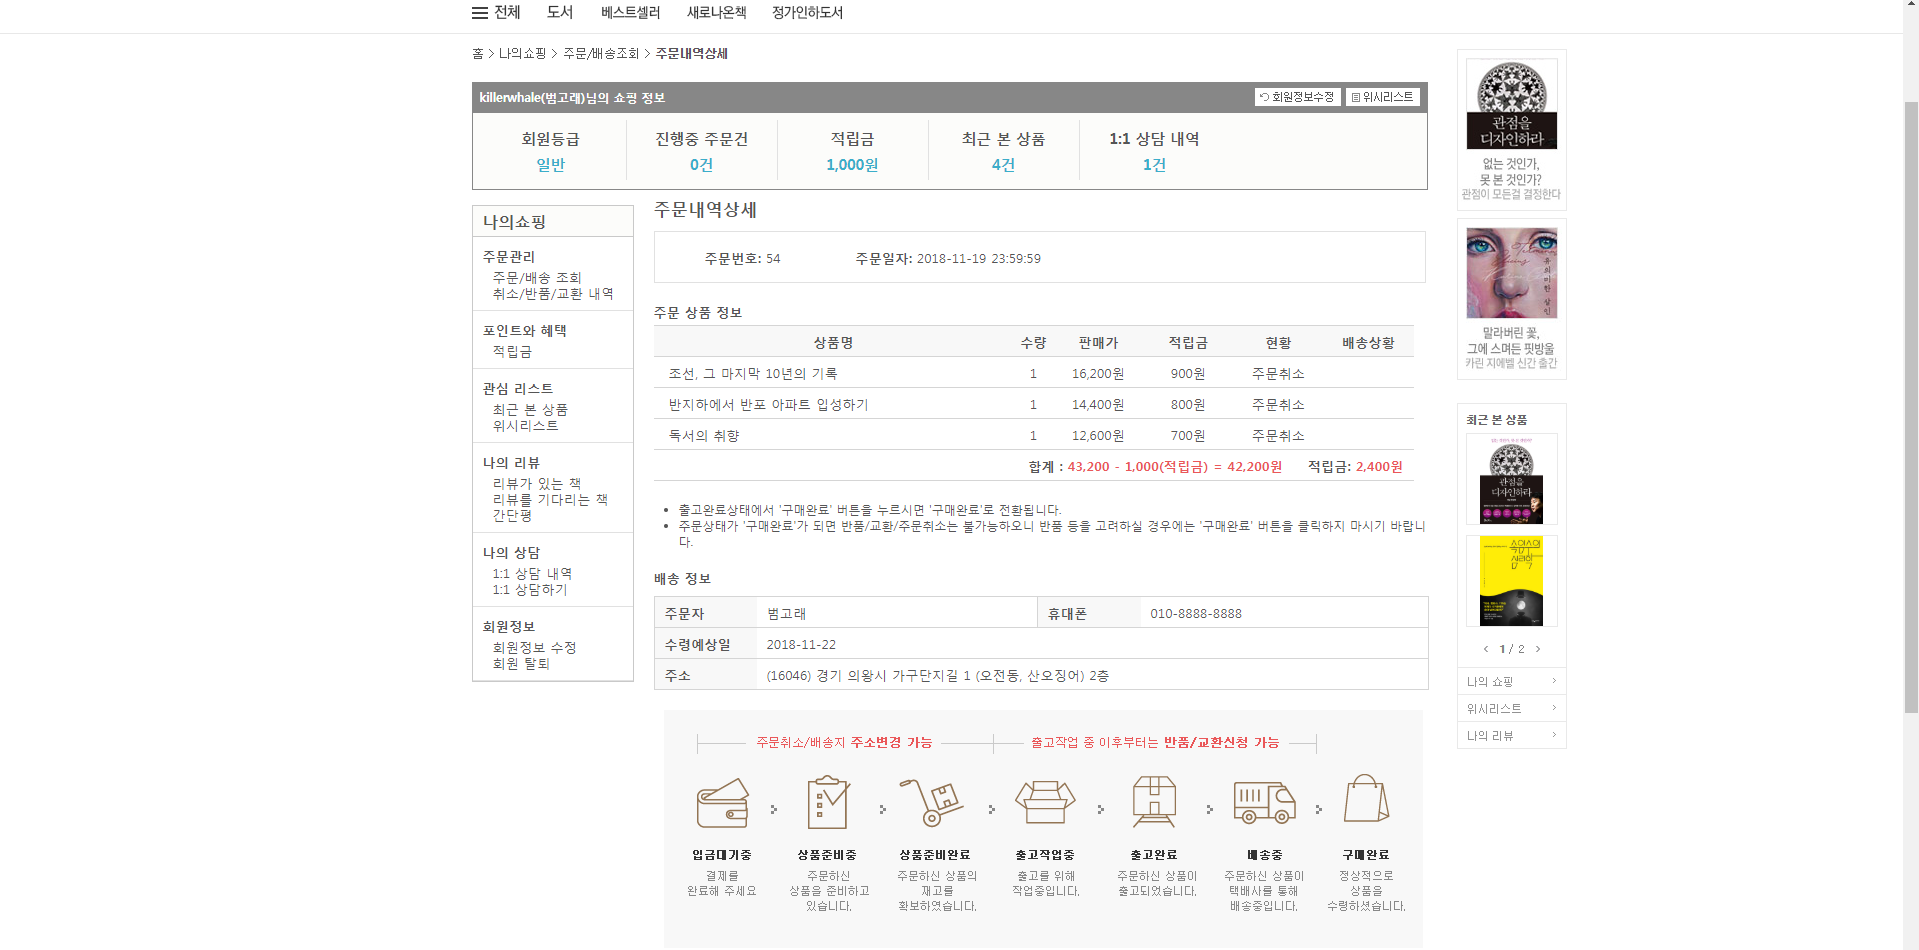 전체 도서 베스트셀러 새로나온책 정가인하도서
홈 > 나의쇼핑 > 주문/배송조회 > 주문내역상세
killerwhale(범고래)님의 쇼핑 정보
회원정보수정 위시리스트
회원등급 진행중 주문건 적립금 최근 본 상품 1:1 상담 내역
일반 0건 1,000원 4건 1건
나의쇼핑
주문관리
주문/배송 조회
취소/반품/교환 내역
포인트와 혜택
적립금
관심 리스트
최근 본 상품
위시리스트
나의 리뷰
리뷰가 있는 책
리뷰를 기다리는 책
간단평
나의 상담
1:1 상담 내역
1:1 상담하기
회원정보
회원정보 수정
회원 탈퇴
주문내역상세
주문번호: 54 주문일자: 2018-11-19 23:59:59
주문 상품 정보
상품명 수량 판매가 적립금 현황 배송상황
조선, 그 마지막 10년의 기록 1 16,200원 900원 주문취소
반지하에서 반포 아파트 입성하기 1 14,400원 800원 주문취소
독서의 취향 1 12,600원 700원 주문취소
합계 : 43,200 - 1,000(적립금) = 42,200원 적립금: 2,400원
• 출고완료상태에서 '구매완료' 버튼을 누르시면 '구매완료'로 전환됩니다.
• 주문상태가 '구매완료'가 되면 반품/교환/주문취소는 불가능하오니 반품 등을 고려하실 경우에는 '구매완료' 버튼을 클릭하지 마시기 바랍니
다.
배송 정보
주문자 범고래 휴대폰 010-8888-8888
수령예상일 2018-11-22
주소 (16046) 경기 의왕시 가구단지길 1 (오전동, 산오징어) 2층
주문취소/배송지 주소변경 가능 출고작업 중 이후부터는 반품/교환신청 가능
입금대기중 상품준비중 상품준비완료 출고작업중 출고완료 배송중 구매완료
결제를 주문하신 주문하신 상품의 출고를 위해 주문하신 상품이 주문하신 상품이 정상적으로
완료해 주세요 상품을 준비하고 재고를 작업중입니다. 출고되었습니다. 택배사를 통해 상품을
있습니다. 확보하였습니다. 배송중입니다. 수령하셨습니다.
관점을
디자인하라
없는 것인가,
못 본 것인가?
관점이 모든걸 결정한다
유의미한 살인
말라버린 꽃,
그에 스며든 핏방울
카린 지에벨 신간 출간
최근 본 상품
관점을
디자인하라
< 1 / 2 >
나의 쇼핑 >
위시리스트 >
나의 리뷰 >